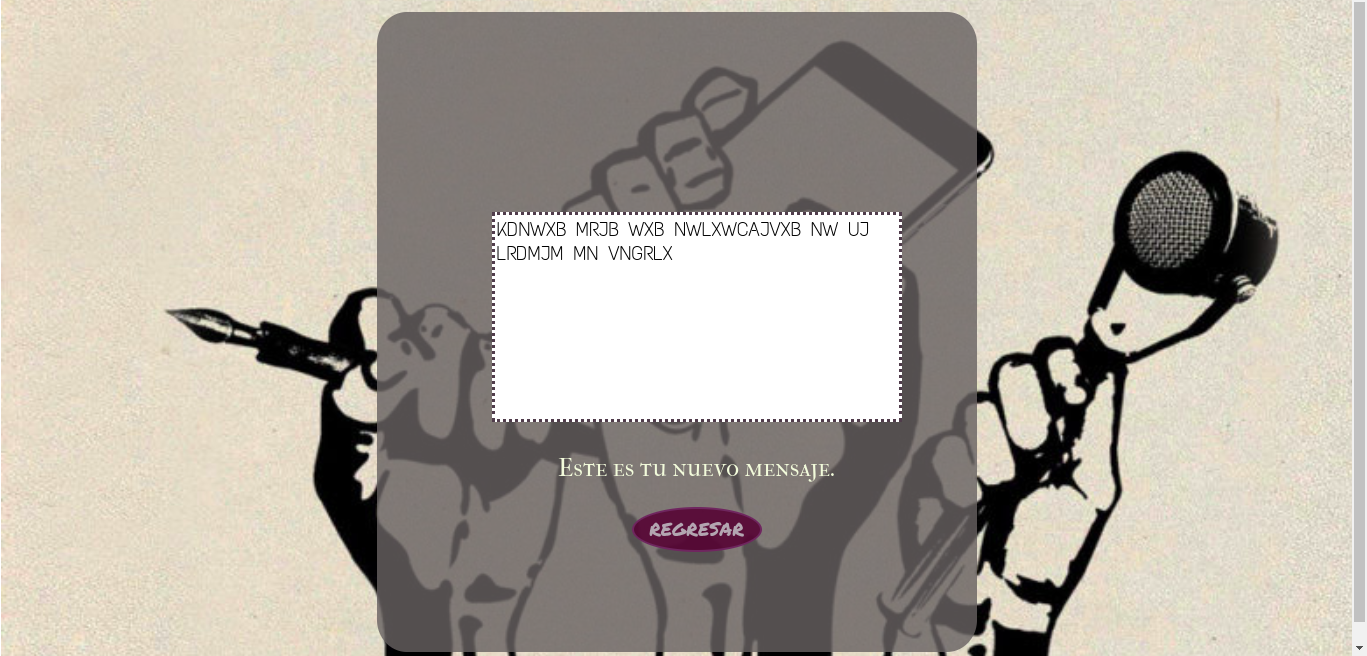 KDNWXB MRJB WXB NWLXWCAJVXB NW UJ
LRDMJM MN VNGRLX
Este es tu nuevo mensaje.
REGRESAR